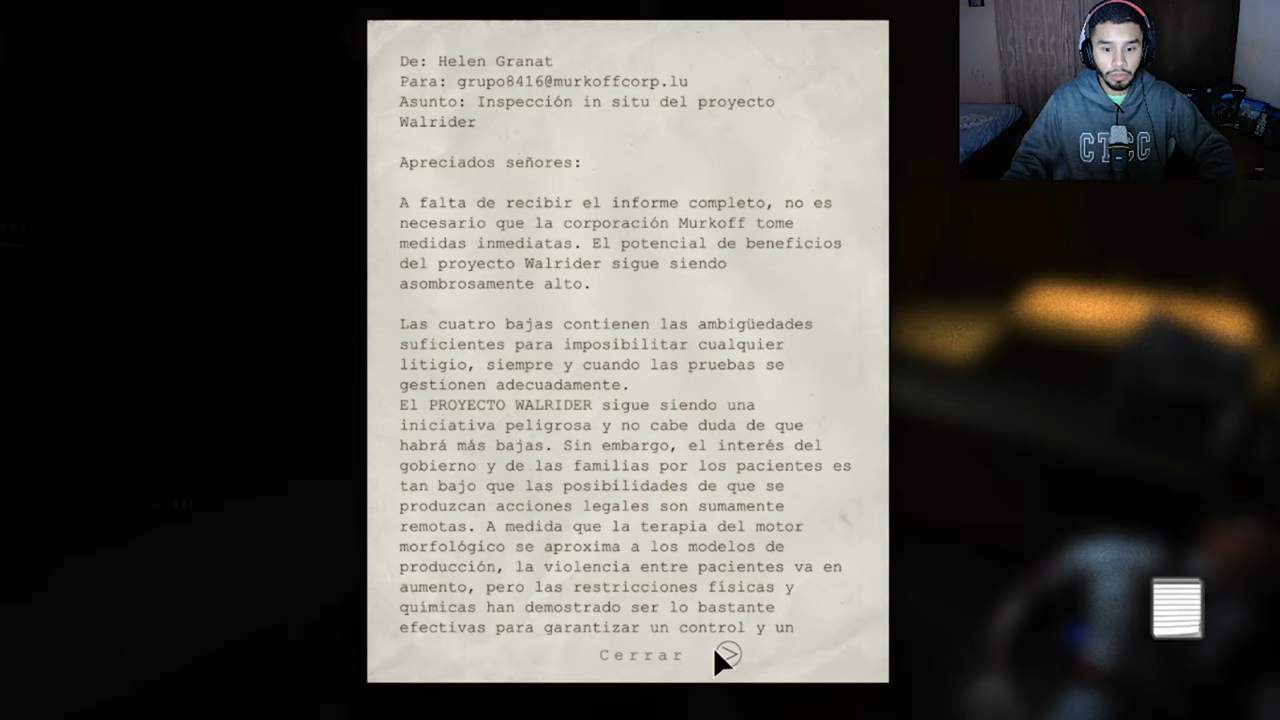 De: Helen Granat
Para: grupo8416@murkoffcorp.lu
Asunto: Inspección in situ del proyecto
Walrider
Apreciados señores:
A falta de recibir el informe completo, no es
necesario que la corporación Murkoff tome
medidas inmediatas. El potencial de beneficios
del proyecto Walrider sigue siendo
asombrosamente alto.
Las cuatro bajas contienen las ambigüedades
suficientes para imposibilitar cualquier
litigio, siempre y cuando las pruebas se
gestionen adecuadamente.
El PROYECTO WALRIDER sigue siendo una
iniciativa peligrosa y no cabe duda de que
habrá más bajas. Sin embargo, el interés del
gobierno y de las familias por los pacientes es
tan bajo que las posibilidades de que se
produzcan acciones legales son sumamente
remotas. A medida que la terapia del motor
morfológico se aproxima a los modelos de
producción, la violencia entre pacientes va en
aumento, pero las restricciones físicas y
químicas han demostrado ser lo bastante
efectivas para garantizar un control y un
Cerrar >
CTCC